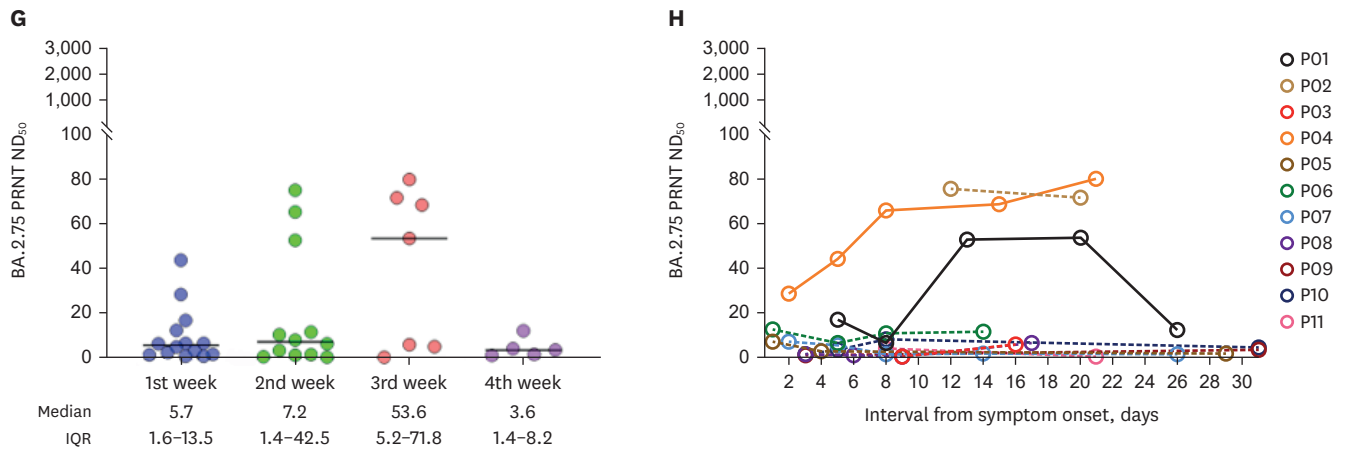 G
BA.2.75 PRNT ND50
3,000
2,000
1,000
100
80
60
40
20
0
1st week 2nd week 3rd week 4th week
Median 5.7 7.2 53.6 3.6
IQR 1.6–13.5 1.4–42.5 5.2–71.8 1.4–8.2
H
BA.2.75 PRNT ND50
3,000
2,000
1,000
100
80
60
40
20
0
2 4 6 8 10 12 14 16 18 20 22 24 26 28 30
Interval from symptom onset, days
P01
P02
P03
P04
P05
P06
P07
P08
P09
P10
P11